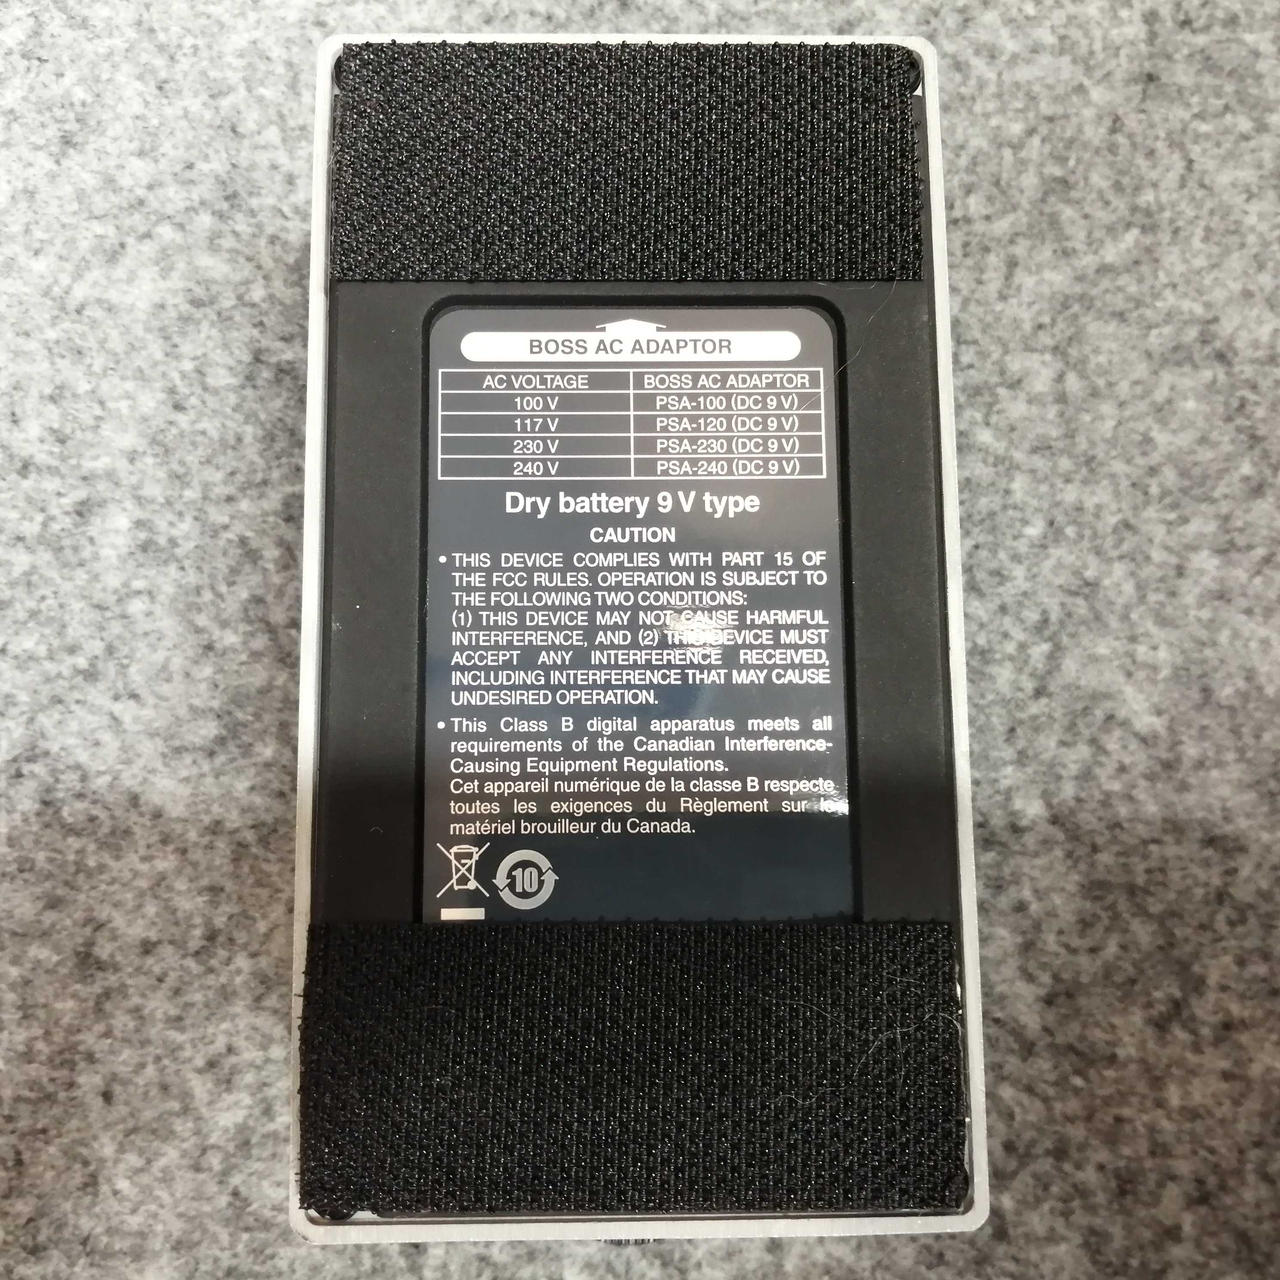 BOSS AC ADAPTOR
AC VOLTAGE BOSS AC ADAPTOR
100 V PSA-100 (DC 9 V)
117 V PSA-120 (DC 9 V)
230 V PSA-230 (DC 9 V)
240 V PSA-240 (DC 9 V)
Dry battery 9 V type
CAUTION
• THIS DEVICE COMPLIES WITH PART 15 OF
THE FCC RULES. OPERATION IS SUBJECT TO
THE FOLLOWING TWO CONDITIONS:
(1) THIS DEVICE MAY NOT CAUSE HARMFUL
INTERFERENCE, AND (2) THIS DEVICE MUST
ACCEPT ANY INTERFERENCE RECEIVED,
INCLUDING INTERFERENCE THAT MAY CAUSE
UNDESIRED OPERATION.
• This Class B digital apparatus meets all
requirements of the Canadian Interference-
Causing Equipment Regulations.
Cet appareil numérique de la classe B respecte
toutes les exigences du Règlement sur le
matériel brouilleur du Canada.
10